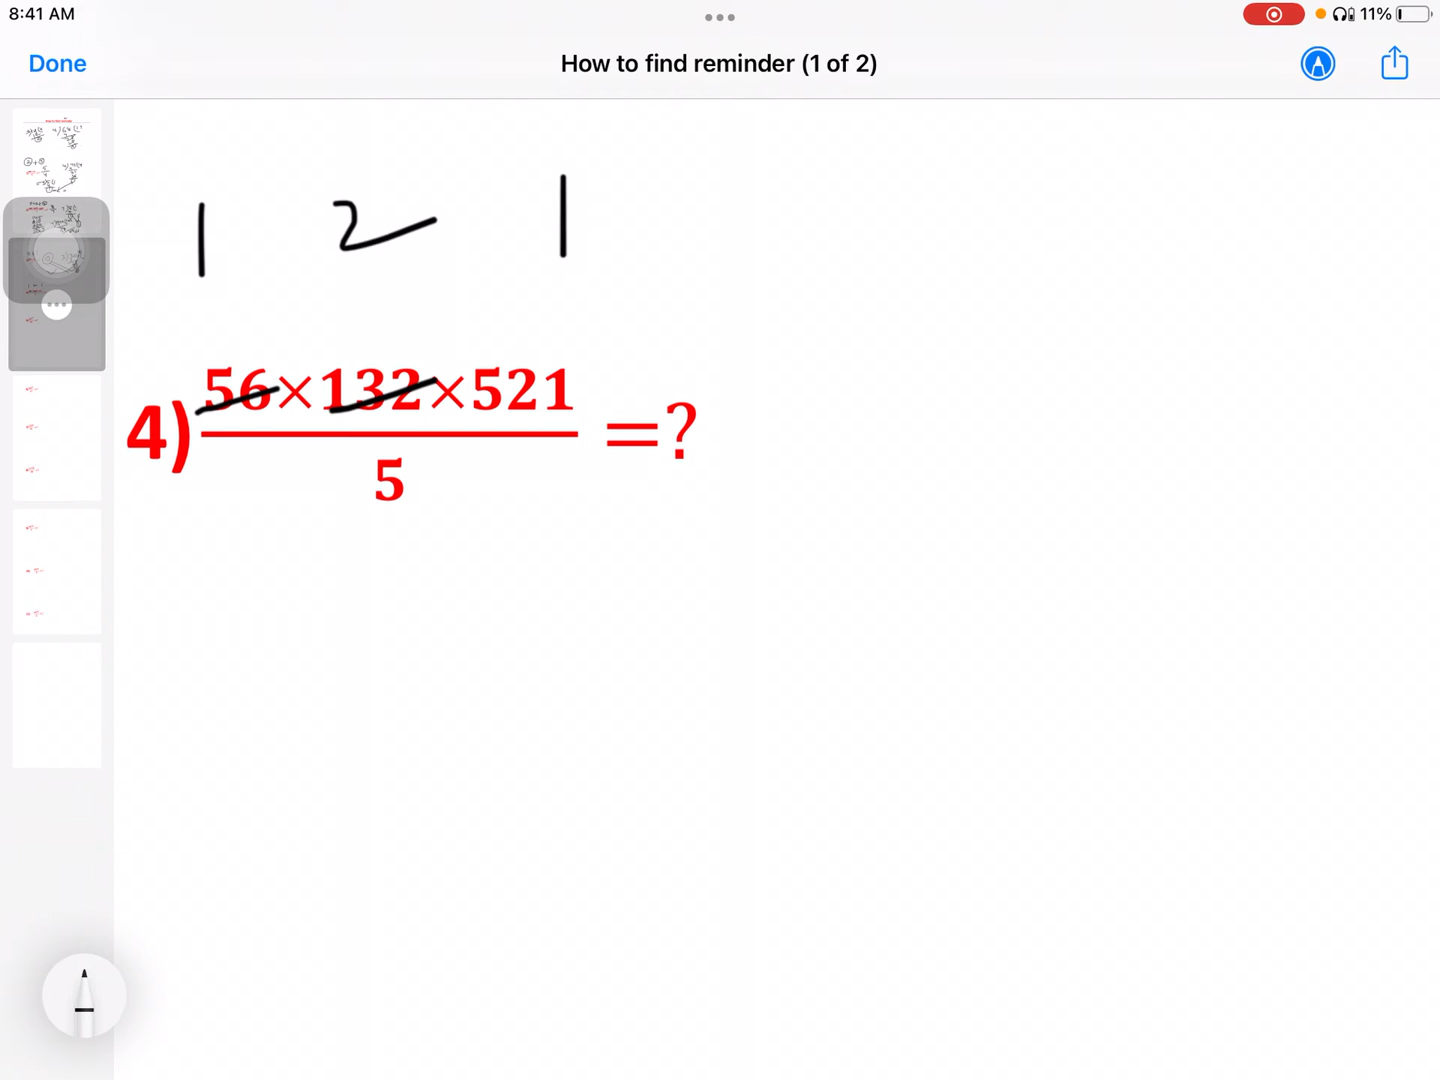 8:41 AM
11%
Done
How to find reminder (1 of 2)
1 2 1
56×132×521
4) =?
5